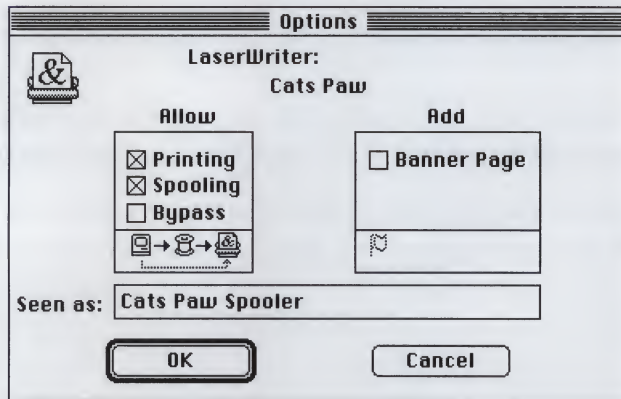 Options
LaserWriter:
Cats Paw
Allow
Printing
Spooling
Bypass
Add
Banner Page
Seen as: Cats Paw Spooler
OK
Cancel